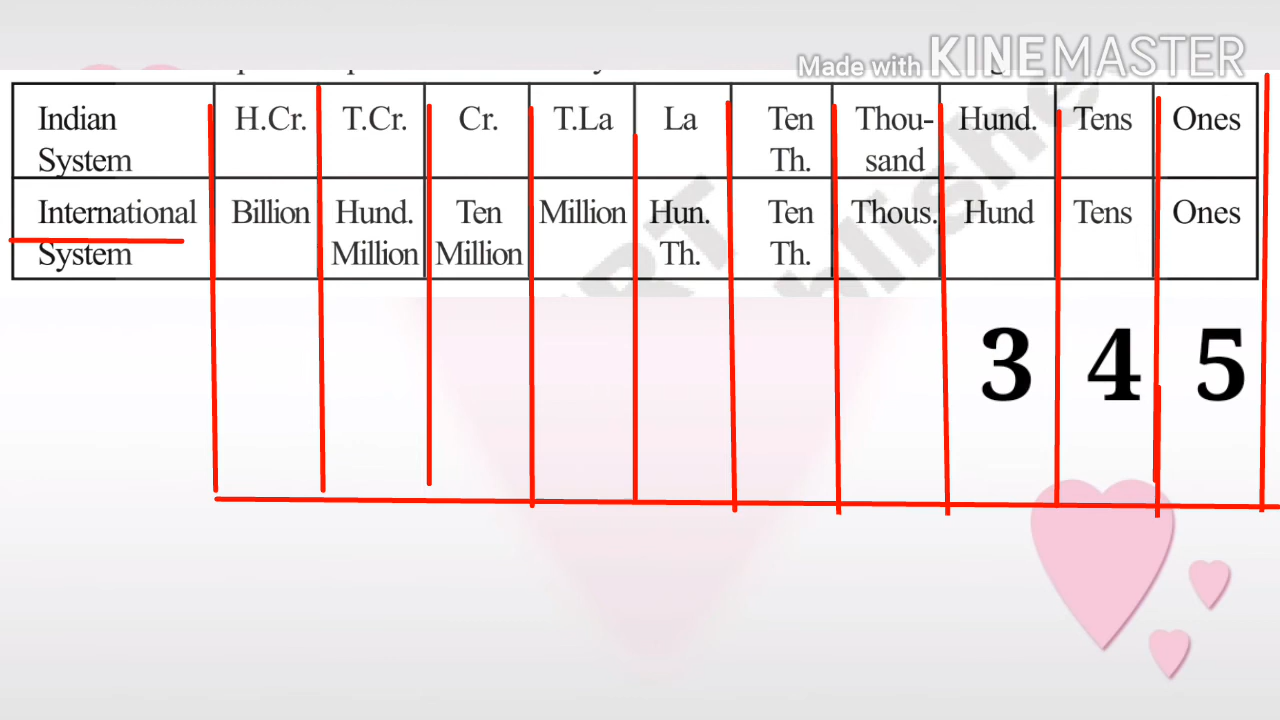 Made with KINEMASTER
Indian System H.Cr. T.Cr. Cr. T.La La Ten Th. Thou-sand Hund. Tens Ones
International System Billion Hund. Million Ten Million Million Hun. Th. Ten Th. Thous. Hund Tens Ones
3 4 5